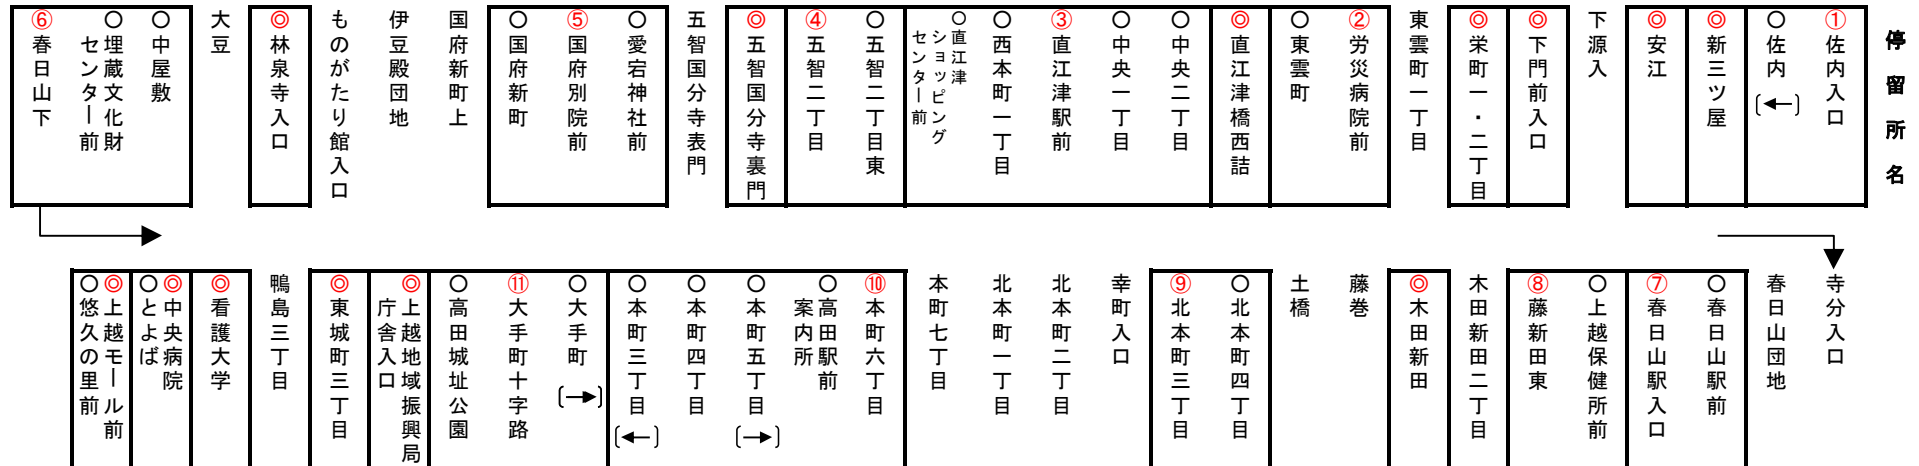 停留所名
①佐内入口
○佐内(←)
◎新三ツ屋
◎安江
下源入
◎下門前入口
◎栄町一・二丁目
東雲町一丁目
②労災病院前
○東雲町
◎直江津橋西詰
○中央二丁目
○中央一丁目
③直江津駅前
○西本町一丁目
○直江津
ショッピング
センター前
○五智二丁目東
④五智二丁目
◎五智国分寺裏門
五智国分寺表門
○愛宕神社前
⑤国府別院前
○国府新町
国府新町上
伊豆殿団地
ものがたり館入口
◎林泉寺入口
大豆
○中屋敷
○埋蔵文化財
センター前
⑥春日山下
寺分入口
春日山団地
○春日山駅前
⑦春日山駅入口
○上越保健所前
⑧藤新田東
木田新田二丁目
◎木田新田
藤巻
土橋
○北本町四丁目
⑨北本町三丁目
幸町入口
北本町二丁目
北本町一丁目
本町七丁目
⑩本町六丁目
○高田駅前
案内所
○本町五丁目(→)
○本町四丁目
○本町三丁目(←)
○大手町(→)
⑪大手町十字路
○高田城址公園
◎上越地域振興局
庁舎入口
◎東城町三丁目
鴨島三丁目
◎看護大学
◎中央病院
○とよば
◎上越モール前
○悠久の里前